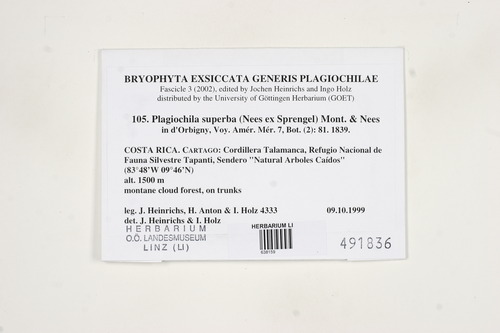 BRYOPHYTA EXSICCATA GENERIS PLAGIOCHILAE
Fascicle 3 (2002), edited by Jochen Heinrichs and Ingo Holz
distributed by the University of Göttingen Herbarium (GOET)
105. Plagiochila superba (Nees ex Sprengel) Mont. & Nees
in d'Orbigny, Voy. Amér. Mér. 7, Bot. (2): 81. 1839.
COSTA RICA. CARTAGO: Cordillera Talamanca, Refugio Nacional de
Fauna Silvestre Tapanti, Sendero "Natural Arboles Caídos"
(83°48'W 09°46'N)
alt. 1500 m
montane cloud forest, on trunks
leg. J. Heinrichs, H. Anton & I. Holz 4333 09.10.1999
det. J. Heinrichs & I. Holz
HERBARIUM
O.Ö. LANDESMUSEUM
LINZ (LI)
HERBARIUM LI
491836